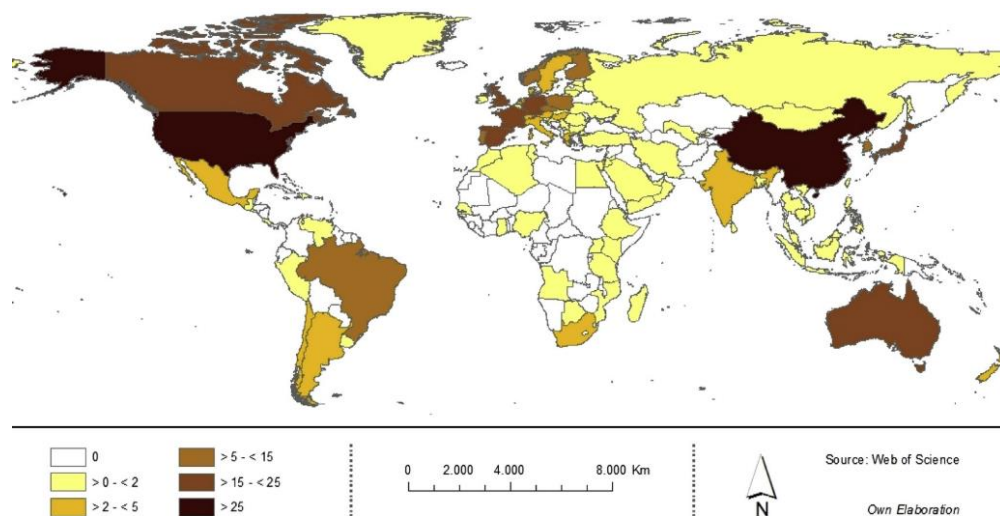 0
> 0 - < 2
> 2 - < 5
> 5 - < 15
> 15 - < 25
> 25
0 2.000 4.000 8.000 Km
N
Source: Web of Science
Own Elaboration